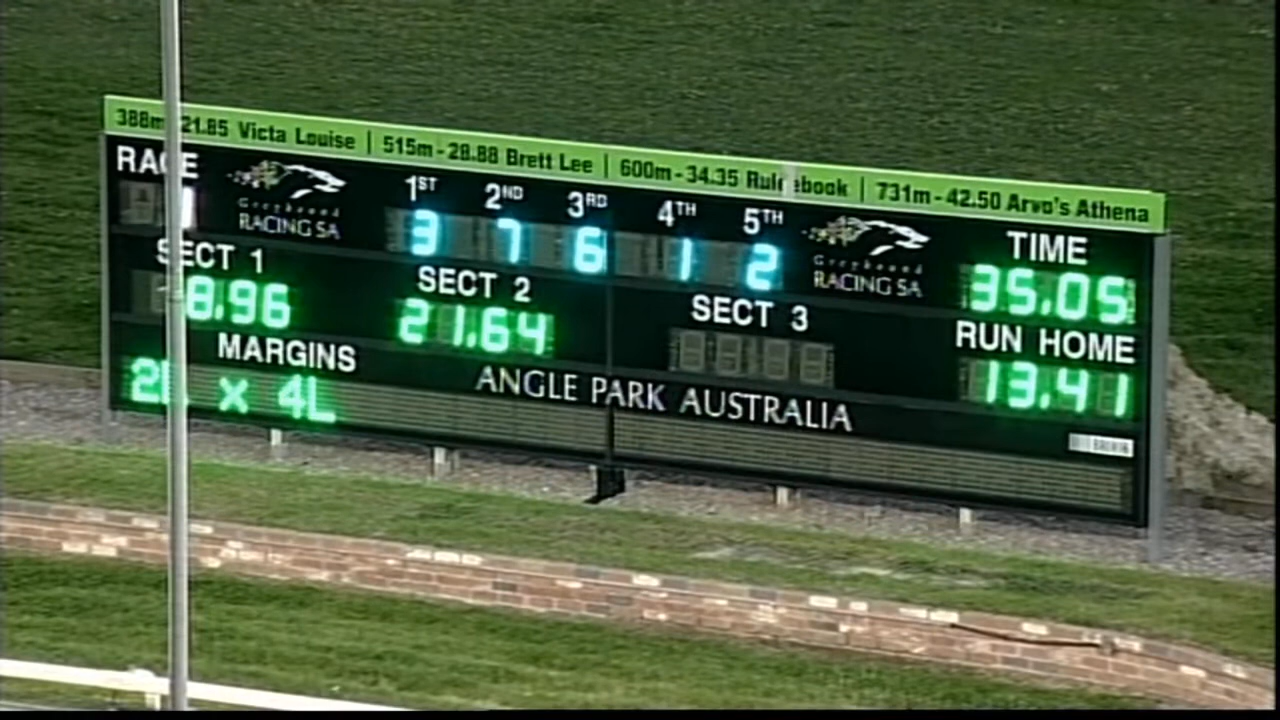 388m 21.85 Victa Louise | 515m - 28.88 Brett Lee | 600m - 34.35 Rulebook | 731m - 42.50 Arvo's Athena
RACE
Greyhound
RACING SA
1ST 2ND 3RD 4TH 5TH
3 7 6 1 2
Greyhound
RACING SA
TIME
35.05
SECT 1
8.96
SECT 2
21.64
SECT 3
RUN HOME
13.41
MARGINS
2L x 4L
ANGLE PARK AUSTRALIA